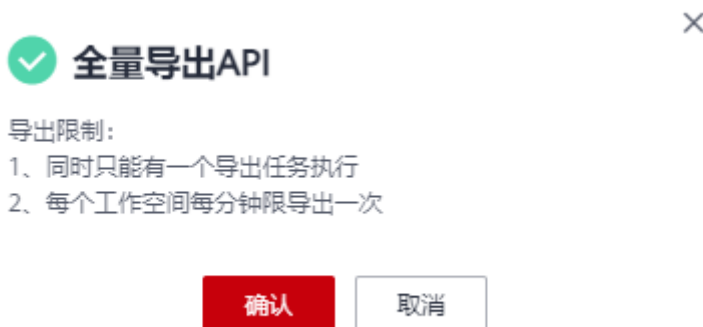 全量导出API
导出限制：
1、同时只能有一个导出任务执行
2、每个工作空间每分钟限导出一次
确认
取消